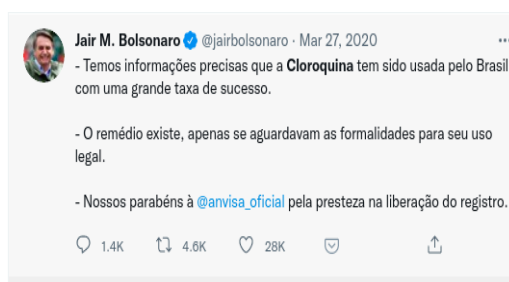 Jair M. Bolsonaro @jairbolsonaro · Mar 27, 2020 ...
- Temos informações precisas que a Cloroquina tem sido usada pelo Brasil
com uma grande taxa de sucesso.
- O remédio existe, apenas se aguardavam as formalidades para seu uso
legal.
- Nossos parabéns à @anvisa_oficial pela presteza na liberação do registro.
1.4K 4.6K 28K